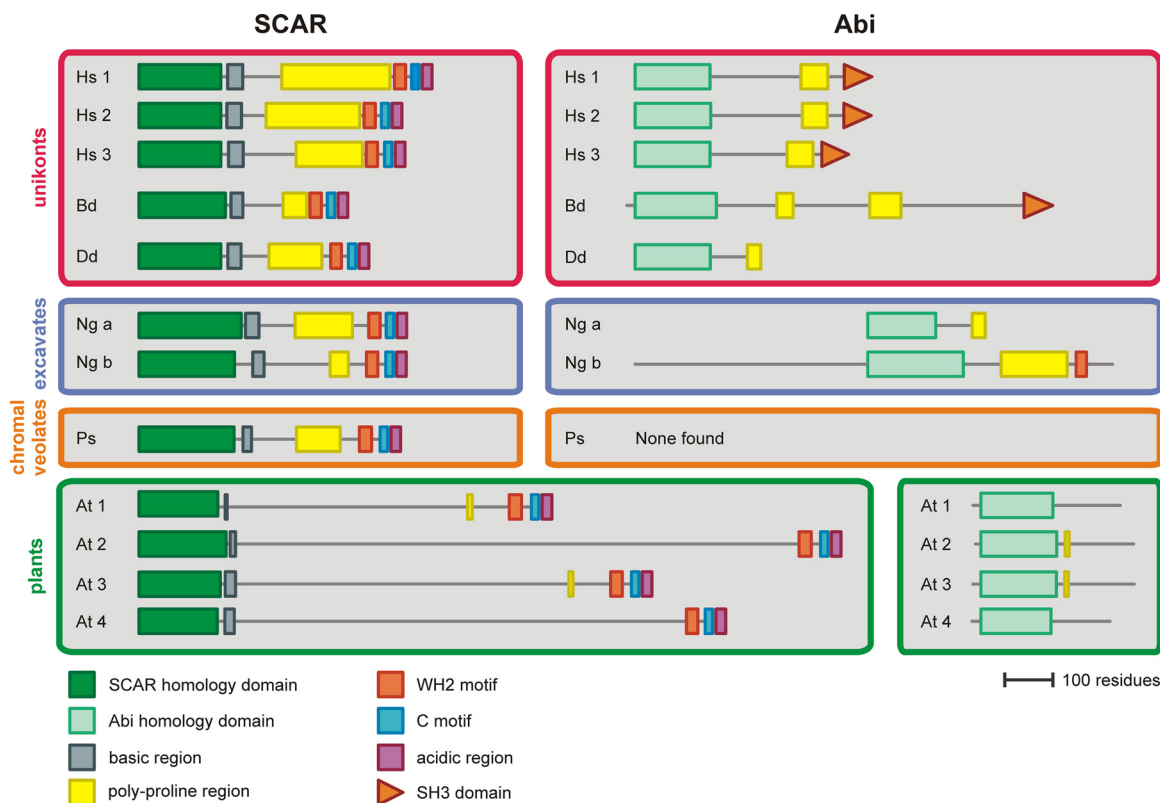 SCAR
Abi
unikonts
Hs 1
Hs 2
Hs 3
Bd
Dd
Hs 1
Hs 2
Hs 3
Bd
Dd
excavates
Ng a
Ng b
Ng a
Ng b
chromal
veolates
Ps
Ps None found
plants
At 1
At 2
At 3
At 4
At 1
At 2
At 3
At 4
100 residues
SCAR homology domain
Abi homology domain
basic region
poly-proline region
WH2 motif
C motif
acidic region
SH3 domain